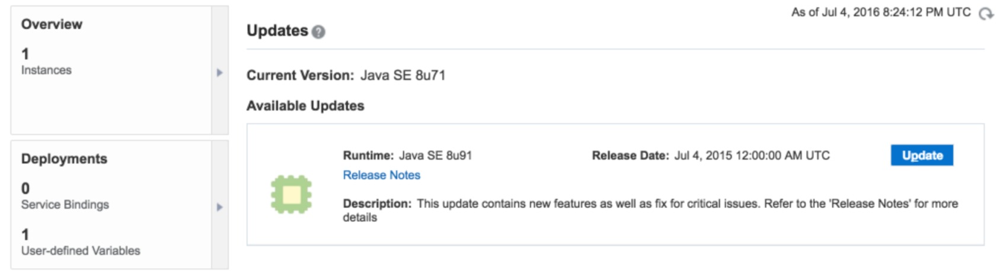 As of Jul 4, 2016 8:24:12 PM UTC
Overview
1
Instances
Deployments
0
Service Bindings
1
User-defined Variables
Updates ?
Current Version: Java SE 8u71
Available Updates
Runtime: Java SE 8u91
Release Date: Jul 4, 2015 12:00:00 AM UTC
Update
Release Notes
Description: This update contains new features as well as fix for critical issues. Refer to the 'Release Notes' for more
details